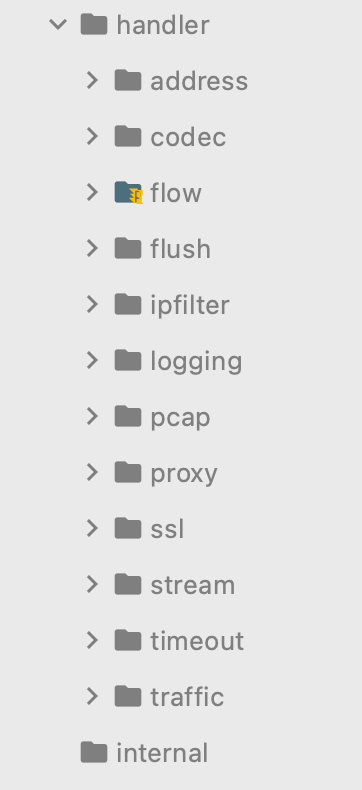 handler
address
codec
flow
flush
ipfilter
logging
pcap
proxy
ssl
stream
timeout
traffic
internal